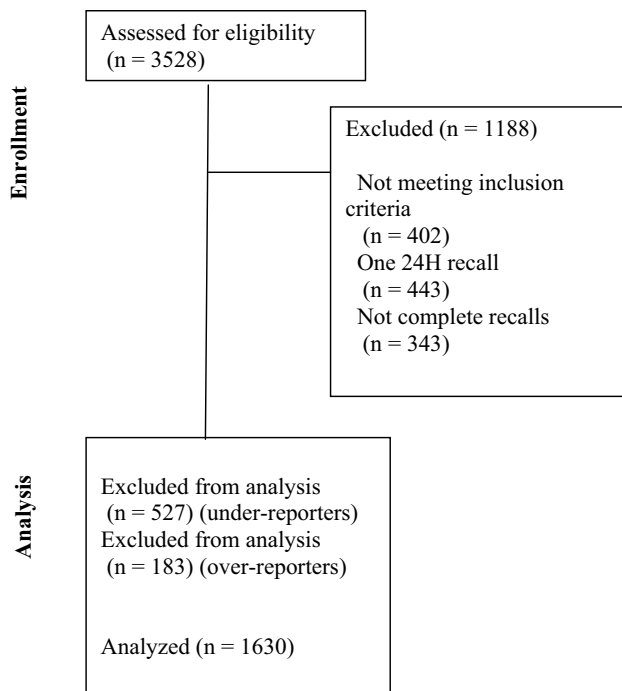 Assessed for eligibility
(n = 3528)
Enrollment
Excluded (n = 1188)
Not meeting inclusion
criteria
(n = 402)
One 24H recall
(n = 443)
Not complete recalls
(n = 343)
Analysis
Excluded from analysis
(n = 527) (under-reporters)
Excluded from analysis
(n = 183) (over-reporters)
Analyzed (n = 1630)